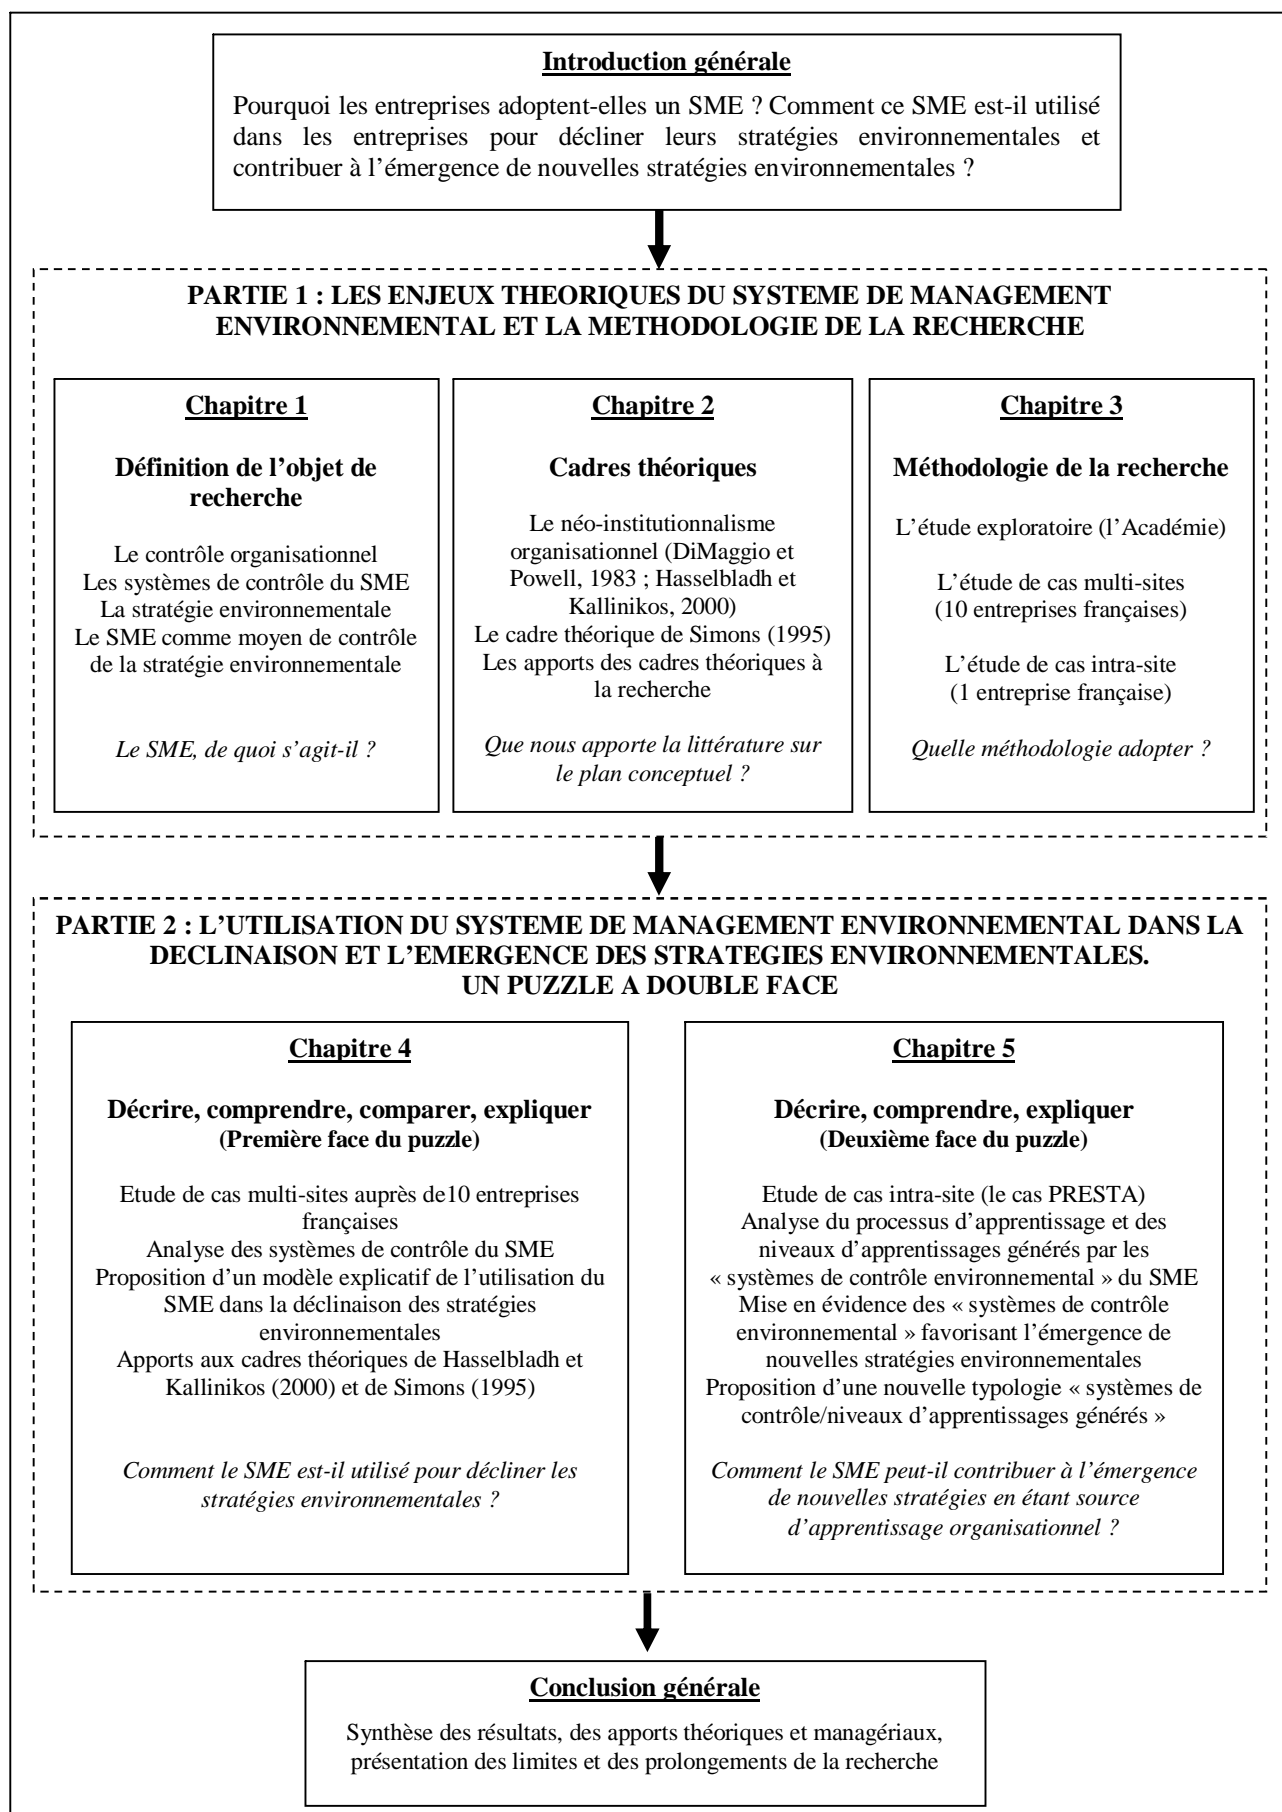 Introduction générale
Pourquoi les entreprises adoptent-elles un SME ? Comment ce SME est-il utilisé
dans les entreprises pour décliner leurs stratégies environnementales et
contribuer à l’émergence de nouvelles stratégies environnementales ?
PARTIE 1 : LES ENJEUX THEORIQUES DU SYSTEME DE MANAGEMENT
ENVIRONNEMENTAL ET LA METHODOLOGIE DE LA RECHERCHE
Chapitre 1
Définition de l’objet de
recherche
Le contrôle organisationnel
Les systèmes de contrôle du SME
La stratégie environnementale
Le SME comme moyen de contrôle
de la stratégie environnementale
Le SME, de quoi s’agit-il ?
Chapitre 2
Cadres théoriques
Le néo-institutionnalisme
organisationnel (DiMaggio et
Powell, 1983 ; Hasselbladh et
Kallinikos, 2000)
Le cadre théorique de Simons (1995)
Les apports des cadres théoriques à
la recherche
Que nous apporte la littérature sur
le plan conceptuel ?
Chapitre 3
Méthodologie de la recherche
L’étude exploratoire (l’Académie)
L’étude de cas multi-sites
(10 entreprises françaises)
L’étude de cas intra-site
(1 entreprise française)
Quelle méthodologie adopter ?
PARTIE 2 : L’UTILISATION DU SYSTEME DE MANAGEMENT ENVIRONNEMENTAL DANS LA
DECLINAISON ET L’EMERGENCE DES STRATEGIES ENVIRONNEMENTALES.
UN PUZZLE A DOUBLE FACE
Chapitre 4
Décrire, comprendre, comparer, expliquer
(Première face du puzzle)
Etude de cas multi-sites auprès de10 entreprises
françaises
Analyse des systèmes de contrôle du SME
Proposition d’un modèle explicatif de l’utilisation du
SME dans la déclinaison des stratégies
environnementales
Apports aux cadres théoriques de Hasselbladh et
Kallinikos (2000) et de Simons (1995)
Comment le SME est-il utilisé pour décliner les
stratégies environnementales ?
Chapitre 5
Décrire, comprendre, expliquer
(Deuxième face du puzzle)
Etude de cas intra-site (le cas PRESTA)
Analyse du processus d’apprentissage et des
niveaux d’apprentissages générés par les
« systèmes de contrôle environnemental » du SME
Mise en évidence des « systèmes de contrôle
environnemental » favorisant l’émergence de
nouvelles stratégies environnementales
Proposition d’une nouvelle typologie « systèmes de
contrôle/niveaux d’apprentissages générés »
Comment le SME peut-il contribuer à l’émergence
de nouvelles stratégies en étant source
d’apprentissage organisationnel ?
Conclusion générale
Synthèse des résultats, des apports théoriques et managériaux,
présentation des limites et des prolongements de la recherche